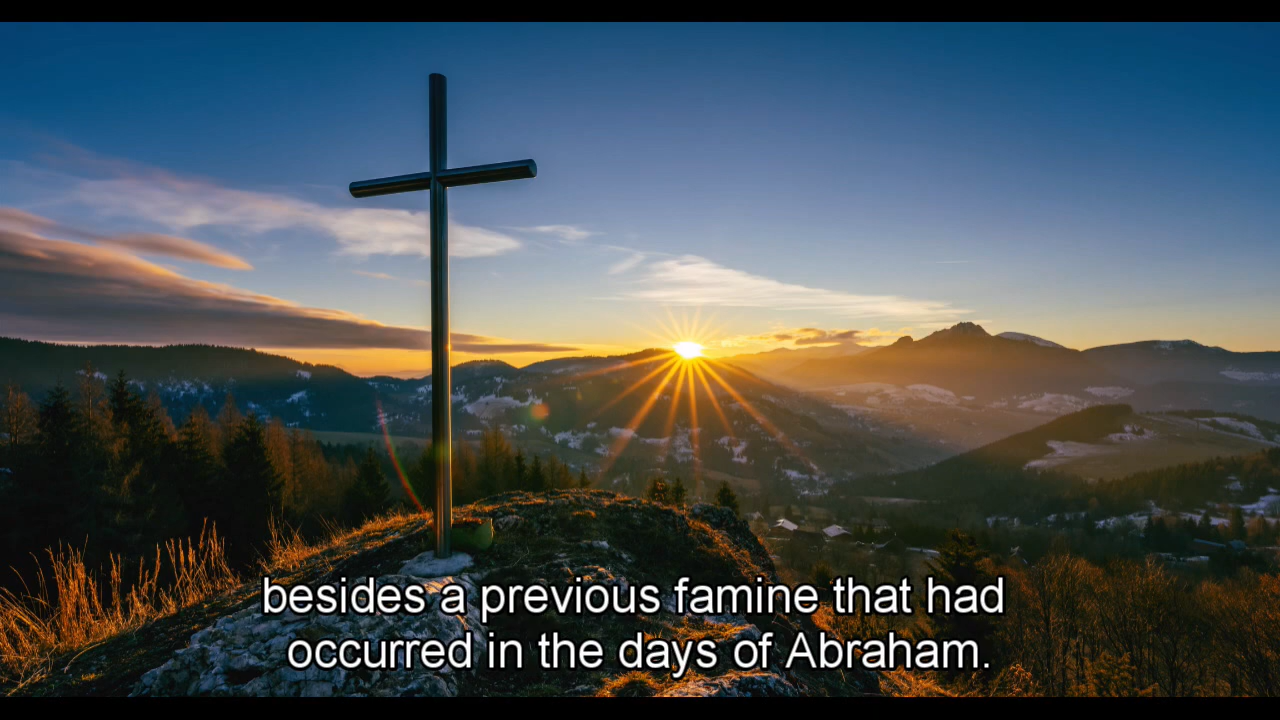 besides a previous famine that had
occurred in the days of Abraham.